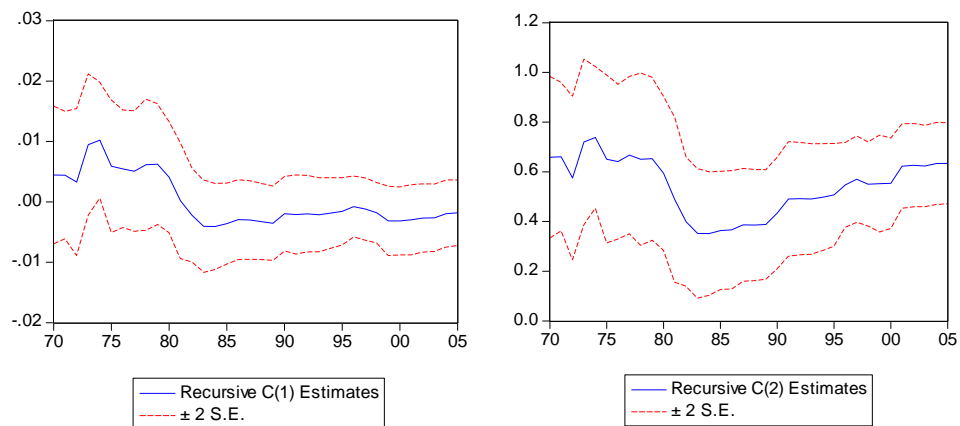 .03
.02
.01
.00
-.01
-.02
70 75 80 85 90 95 00 05
Recursive C(1) Estimates
± 2 S.E.
1.2
1.0
0.8
0.6
0.4
0.2
0.0
70 75 80 85 90 95 00 05
Recursive C(2) Estimates
± 2 S.E.